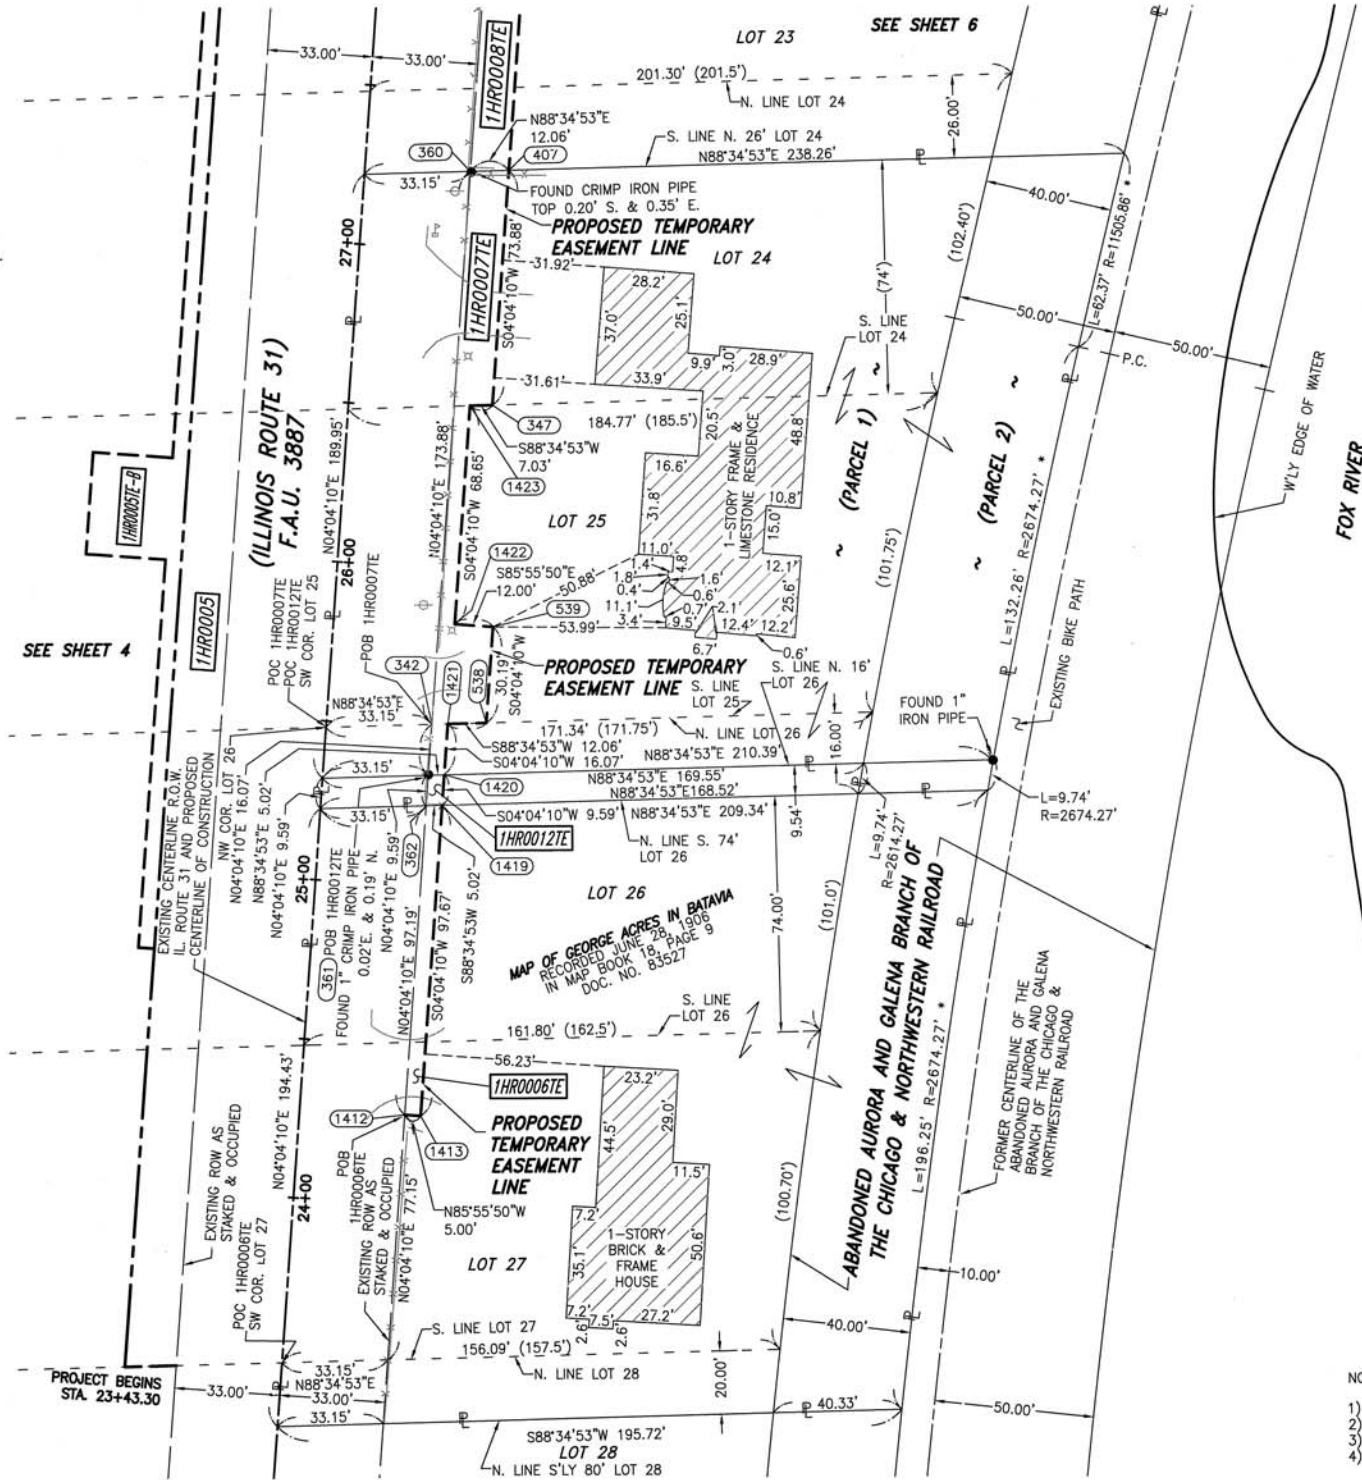 LOT 23
SEE SHEET 6
33.00'
33.00'
1HR0008TE
201.30' (201.5')
N. LINE LOT 24
26.00'
N88°34'53"E
12.06'
360
407
S. LINE N. 26' LOT 24
N88°34'53"E 238.26'
33.15'
FOUND CRIMP IRON PIPE
TOP 0.20' S. & 0.35' E.
PROPOSED TEMPORARY
EASEMENT LINE
LOT 24
40.00'
L=62.37' R=11505.86' *
(102.40')
(74')
27+00
1HR0007TE
S04°04'10"W 73.88'
31.92'
28.2'
37.0'
25.1'
9.9'
3.0'
28.9'
33.9'
31.61'
S. LINE
LOT 24
50.00'
50.00'
P.C.
W'LY EDGE OF WATER
FOX RIVER
(ILLINOIS ROUTE 31)
F.A.U. 3887
347
S88°34'53"W
7.03'
1423
184.77' (185.5')
20.5'
48.8'
1-STORY FRAME &
LIMESTONE RESIDENCE
(PARCEL 1)
(PARCEL 2)
1HR0005TE-B
N04°04'10"E 189.95'
N04°04'10"E 173.88'
S04°04'10"W 68.65'
16.6'
31.8'
10.8'
15.0'
LOT 25
26+00
1422
S85°55'50"E
12.00'
50.88'
539
53.99'
11.0'
1.4'
4.8'
1.8'
0.4'
1.6'
0.6'
11.1'
0.7'
2.1'
3.4'
9.5'
12.4'
12.2'
12.1'
25.6'
6.7'
0.6'
(101.75')
L=132.26' R=2674.27' *
EXISTING BIKE PATH
SEE SHEET 4
1HR0005
POC 1HR0007TE
POC 1HR0012TE
SW COR. LOT 25
POB 1HR0007TE
342
1421
538
30.19'
S04°04'10"W
PROPOSED TEMPORARY
EASEMENT LINE
S. LINE
LOT 25
S. LINE N. 16'
LOT 26
FOUND 1"
IRON PIPE
N88°34'53"E
33.15'
171.34' (171.75')
N. LINE LOT 26
16.00'
S88°34'53"W 12.06'
S04°04'10"W 16.07'
N88°34'53"E 210.39'
33.15'
1420
N88°34'53"E 169.55'
N88°34'53"E168.52'
33.15'
S04°04'10"W 9.59'
N88°34'53"E 209.34'
1HR0012TE
N. LINE S. 74'
LOT 26
9.54'
L=9.74'
R=2614.27'
L=9.74'
R=2674.27'
362
1419
EXISTING CENTERLINE R.O.W.
IL. ROUTE 31 AND PROPOSED
CENTERLINE OF CONSTRUCTION
NW COR. LOT 26
N04°04'10"E 16.07'
N88°34'53"E 5.02'
N04°04'10"E 9.59'
25+00
361
POB 1HR0012TE
FOUND 1" CRIMP IRON PIPE
0.02'E. & 0.19' N.
N04°04'10"E 9.59'
N04°04'10"E 97.19'
S04°04'10"W 97.67'
S88°34'53W 5.02'
LOT 26
MAP OF GEORGE ACRES IN BATAVIA
RECORDED JUNE 28, 1906
IN MAP BOOK 18, PAGE 9
DOC. NO. 83527
74.00'
(101.0')
ABANDONED AURORA AND GALENA BRANCH OF
THE CHICAGO & NORTHWESTERN RAILROAD
S. LINE
LOT 26
161.80' (162.5')
56.23'
1HR0006TE
23.2'
29.0'
44.5'
11.5'
7.2'
35.1'
50.6'
7.2'
2.6'
7.5'
2.6'
27.2'
1-STORY
BRICK &
FRAME
HOUSE
1412
1413
PROPOSED
TEMPORARY
EASEMENT
LINE
N85°55'50"W
5.00'
POB
1HR0006TE
EXISTING ROW AS
STAKED & OCCUPIED
N04°04'10"E 77.15'
N04°04'10"E 194.43'
24+00
EXISTING ROW AS
STAKED & OCCUPIED
POC 1HR0006TE
SW COR. LOT 27
LOT 27
(100.70')
L=196.25' R=2674.27' *
FORMER CENTERLINE OF THE
ABANDONED AURORA AND GALENA
BRANCH OF THE CHICAGO &
NORTHWESTERN RAILROAD
10.00'
40.00'
S. LINE LOT 27
156.09' (157.5')
N. LINE LOT 28
20.00'
PROJECT BEGINS
STA. 23+43.30
33.00'
33.15'
N88°34'53"E
33.00'
33.15'
40.33'
50.00'
S88°34'53"W 195.72'
LOT 28
N. LINE S'LY 80' LOT 28
NO
1)
2)
3)
4)